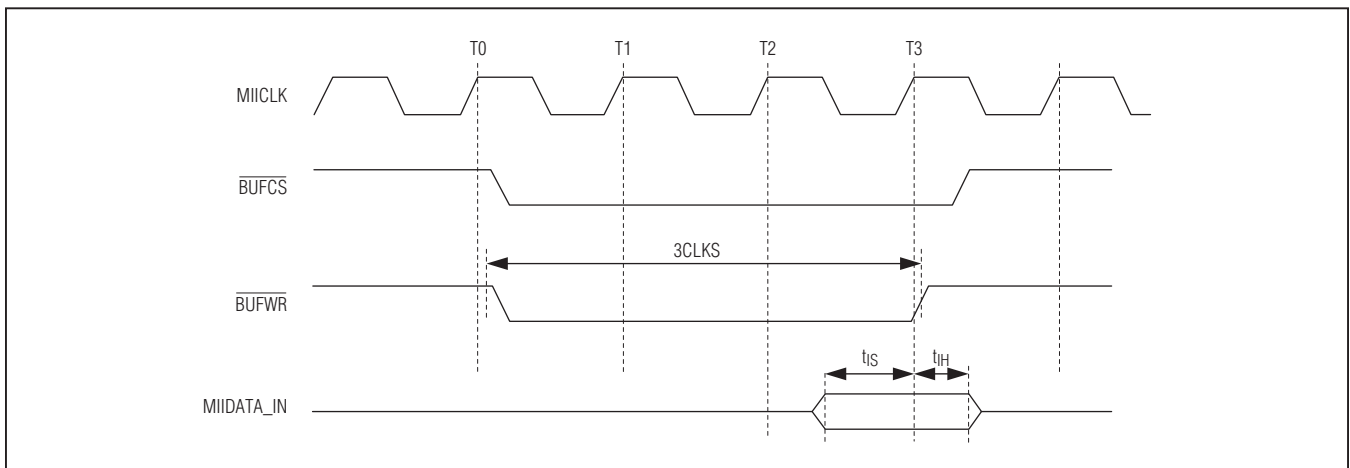 T0 T1 T2 T3
MIICLK
BUFCS
3CLKS
BUFWR
tIS tIH
MIIDATA_IN